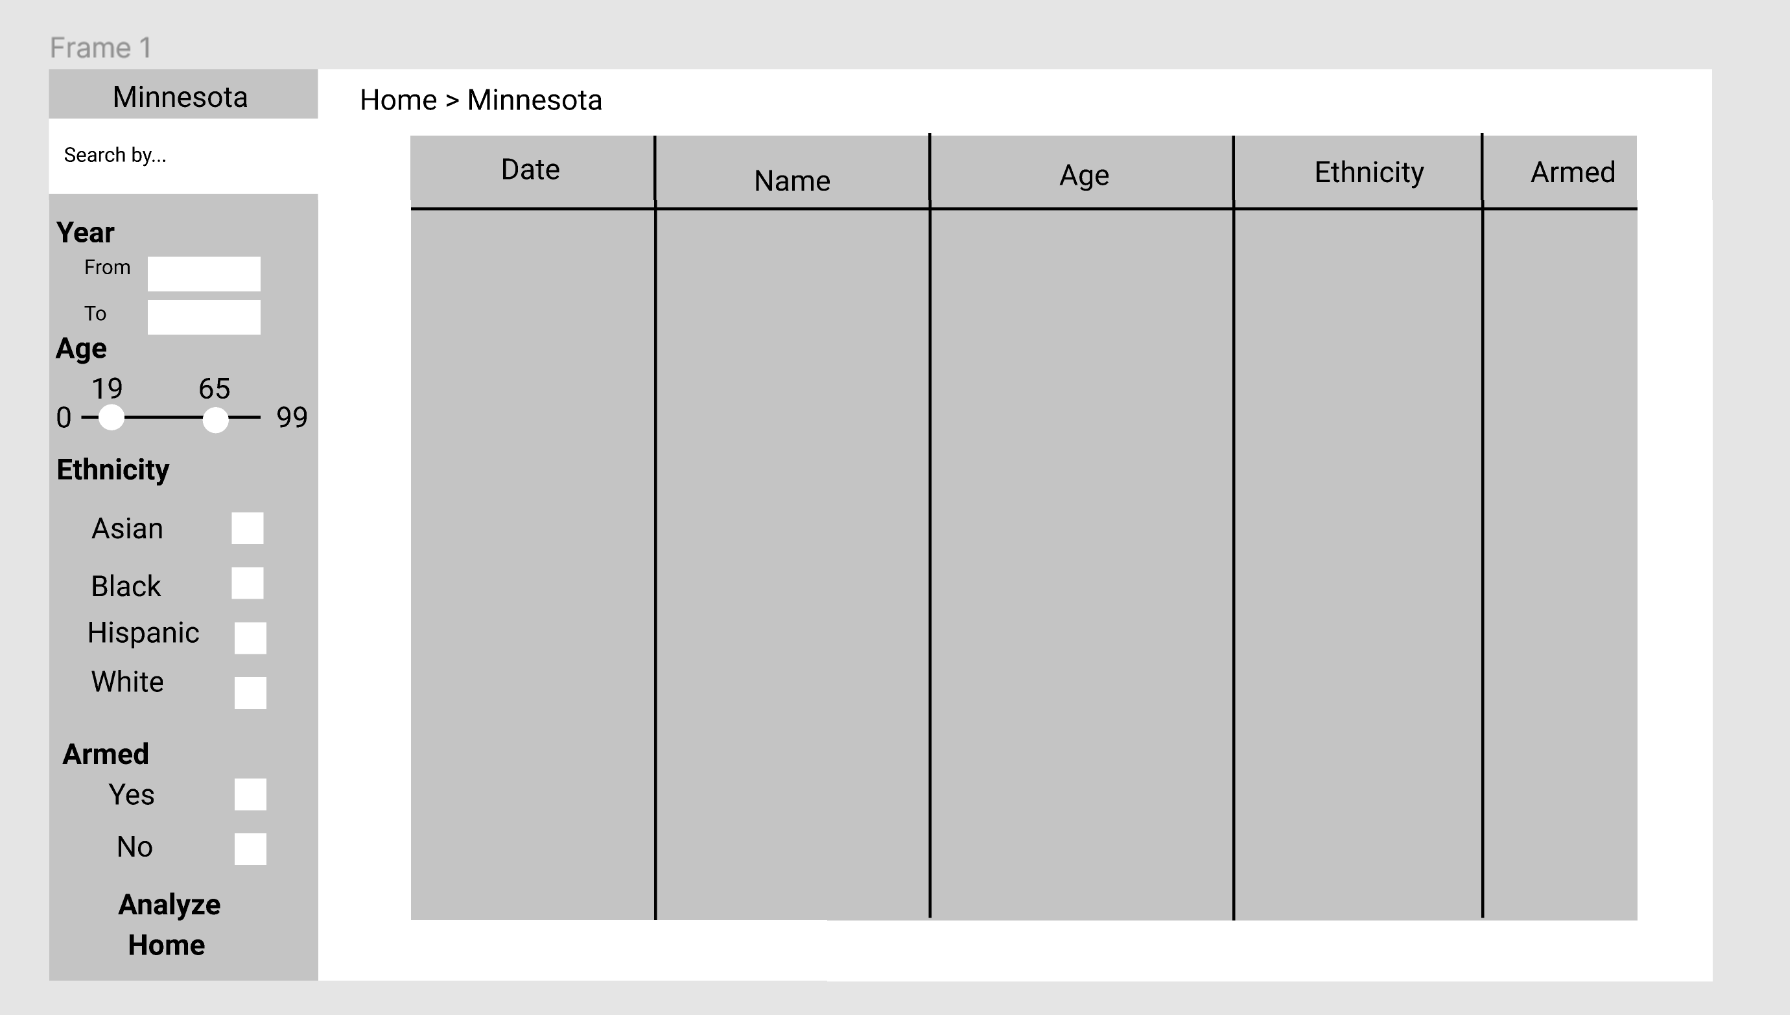 Frame 1
Minnesota
Search by...
Year
From
To
Age
19 65
0 99
Ethnicity
Asian
Black
Hispanic
White
Armed
Yes
No
Analyze
Home
Home > Minnesota
Date Name Age Ethnicity Armed